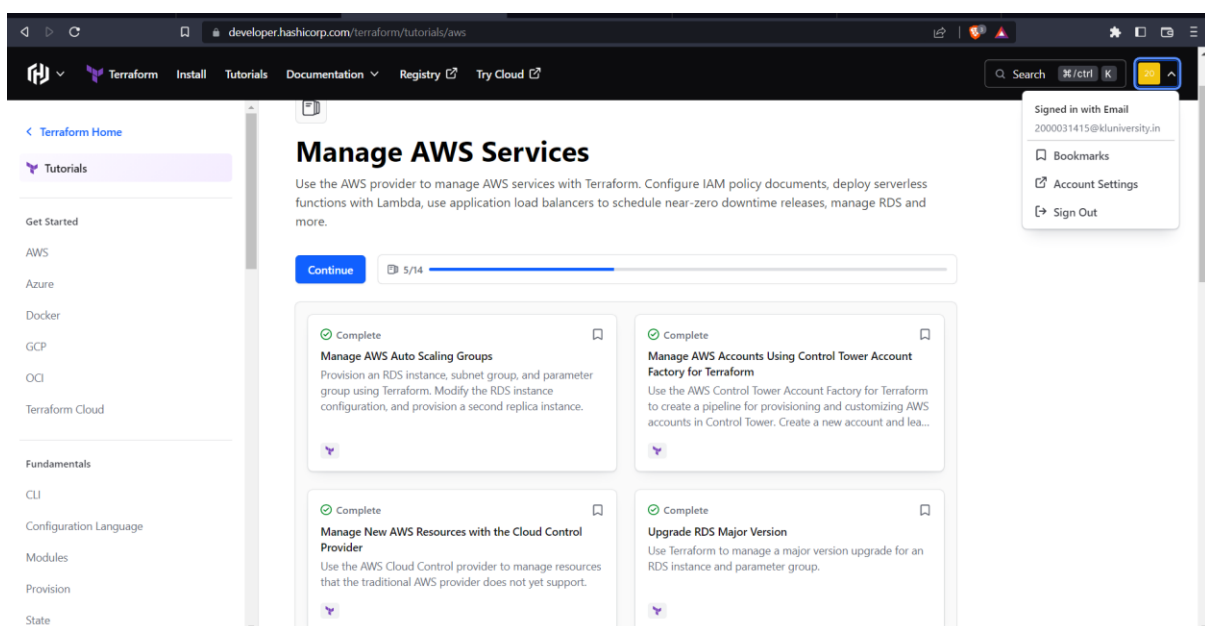 developer.hashicorp.com/terraform/tutorials/aws
Terraform Install Tutorials Documentation Registry Try Cloud Search ⌘/ctrl K 20
Signed in with Email
2000031415@kluniversity.in
Bookmarks
Account Settings
Sign Out
Terraform Home
Tutorials
Get Started
AWS
Azure
Docker
GCP
OCI
Terraform Cloud
Fundamentals
CLI
Configuration Language
Modules
Provision
State
Manage AWS Services
Use the AWS provider to manage AWS services with Terraform. Configure IAM policy documents, deploy serverless
functions with Lambda, use application load balancers to schedule near-zero downtime releases, manage RDS and
more.
Continue 5/14
Complete
Manage AWS Auto Scaling Groups
Provision an RDS instance, subnet group, and parameter
group using Terraform. Modify the RDS instance
configuration, and provision a second replica instance.
Complete
Manage AWS Accounts Using Control Tower Account
Factory for Terraform
Use the AWS Control Tower Account Factory for Terraform
to create a pipeline for provisioning and customizing AWS
accounts in Control Tower. Create a new account and lea...
Complete
Manage New AWS Resources with the Cloud Control
Provider
Use the AWS Cloud Control provider to manage resources
that the traditional AWS provider does not yet support.
Complete
Upgrade RDS Major Version
Use Terraform to manage a major version upgrade for an
RDS instance and parameter group.